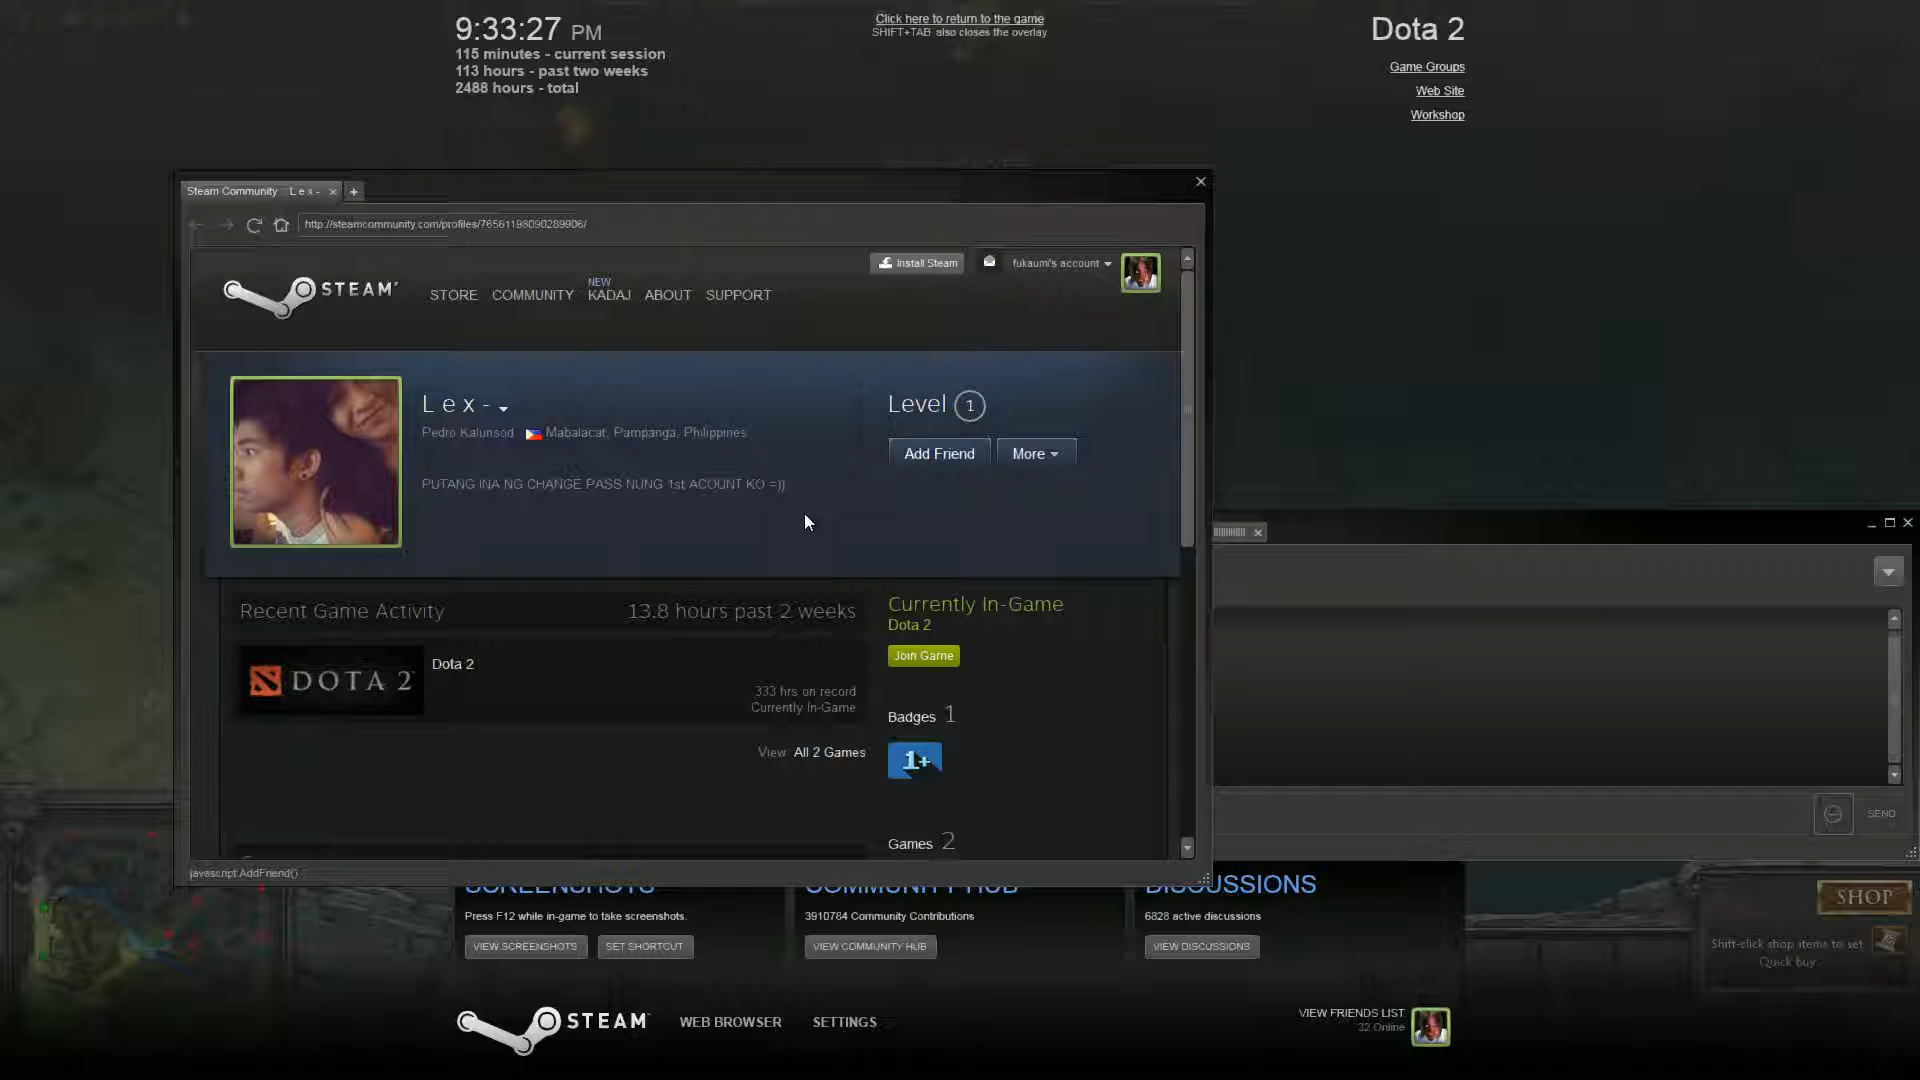 9:33:27 PM
115 minutes - current session
113 hours - past two weeks
2488 hours - total
Click here to return to the game
SHIFT+TAB also closes the overlay
Dota 2
Game Groups
Web Site
Workshop
Steam Community L e x -
http://steamcommunity.com/profiles/76561198090289906/
Install Steam
fukaumi's account
STEAM
STORE
COMMUNITY
NEW
KADAJ
ABOUT
SUPPORT
L e x -
Pedro Kalunsod
Mabalacat, Pampanga, Philippines
PUTANG INA NG CHANGE PASS NUNG 1st ACOUNT KO =))
Level 1
Add Friend
More
Recent Game Activity
13.8 hours past 2 weeks
DOTA 2
Dota 2
333 hrs on record
Currently In-Game
View All 2 Games
Currently In-Game
Dota 2
Join Game
Badges 1
1+
Games 2
javascript:AddFriend()
SEND
SCREENSHOTS
Press F12 while in-game to take screenshots.
VIEW SCREENSHOTS
SET SHORTCUT
COMMUNITY HUB
3910784 Community Contributions
VIEW COMMUNITY HUB
DISCUSSIONS
6828 active discussions
VIEW DISCUSSIONS
SHOP
Shift-click shop items to set
Quick buy.
STEAM
WEB BROWSER
SETTINGS
VIEW FRIENDS LIST
32 Online